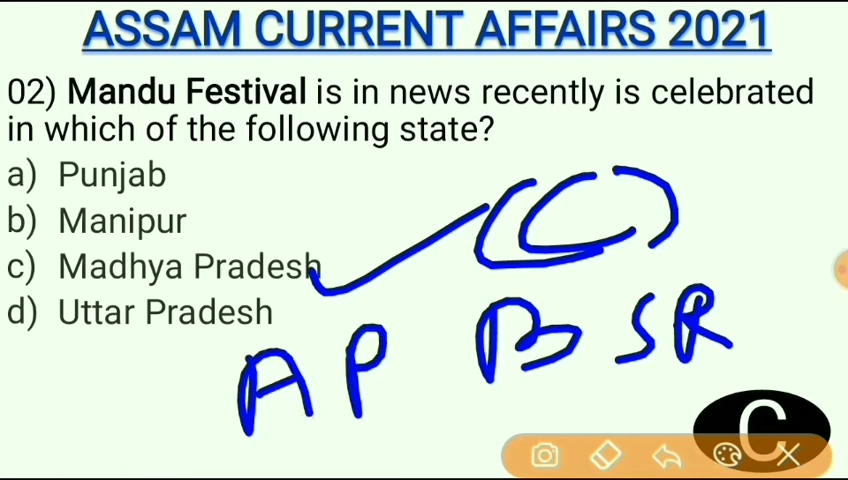 ASSAM CURRENT AFFAIRS 2021
02) Mandu Festival is in news recently is celebrated
in which of the following state?
a) Punjab
b) Manipur
c) Madhya Pradesh
d) Uttar Pradesh
(C)
AP B SR
C